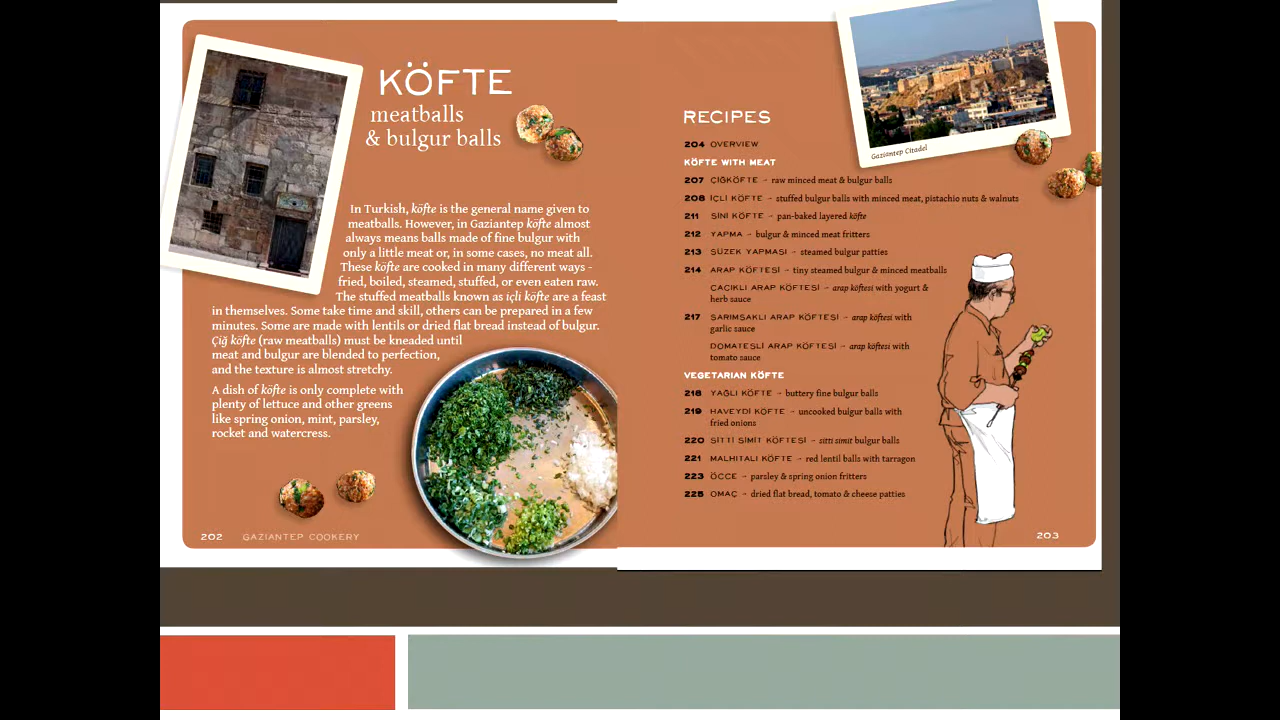 KÖFTE
meatballs
& bulgur balls
In Turkish, köfte is the general name given to
meatballs. However, in Gaziantep köfte almost
always means balls made of fine bulgur with
only a little meat or, in some cases, no meat all.
These köfte are cooked in many different ways -
fried, boiled, steamed, stuffed, or even eaten raw.
The stuffed meatballs known as içli köfte are a feast
in themselves. Some take time and skill, others can be prepared in a few
minutes. Some are made with lentils or dried flat bread instead of bulgur.
Çiğ köfte (raw meatballs) must be kneaded until
meat and bulgur are blended to perfection,
and the texture is almost stretchy.
A dish of köfte is only complete with
plenty of lettuce and other greens
like spring onion, mint, parsley,
rocket and watercress.
202 GAZIANTEP COOKERY
Gaziantep Citadel
RECIPES
204 OVERVIEW
KÖFTE WITH MEAT
207 ÇİĞKÖFTE - raw minced meat & bulgur balls
208 İÇLİ KÖFTE - stuffed bulgur balls with minced meat, pistachio nuts & walnuts
211 SİNİ KÖFTE - pan-baked layered köfte
212 YAPMA - bulgur & minced meat fritters
213 SÜZEK YAPMASI - steamed bulgur patties
214 ARAP KÖFTESİ - tiny steamed bulgur & minced meatballs
CACIKLI ARAP KÖFTESİ - arap köftesi with yogurt &
herb sauce
217 SARIMSAKLI ARAP KÖFTESİ - arap köftesi with
garlic sauce
DOMATESLİ ARAP KÖFTESİ - arap köftesi with
tomato sauce
VEGETARIAN KÖFTE
218 YAĞLI KÖFTE - buttery fine bulgur balls
219 HAVEYDİ KÖFTE - uncooked bulgur balls with
fried onions
220 SİTTİ SİMİT KÖFTESİ - sitti simit bulgur balls
221 MALHITALI KÖFTE - red lentil balls with tarragon
223 ÖCCE - parsley & spring onion fritters
225 OMAÇ - dried flat bread, tomato & cheese patties
203